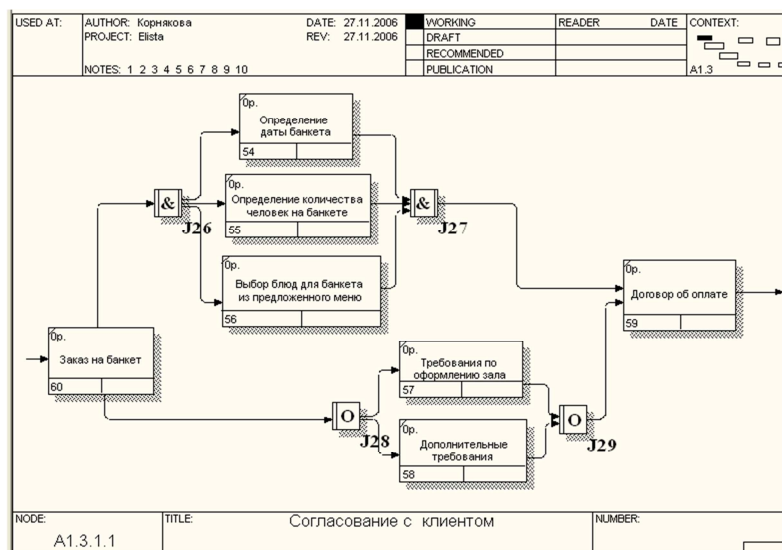 USED AT:
AUTHOR: Корнякова
DATE: 27.11.2006
PROJECT: Elista
REV: 27.11.2006
NOTES: 1 2 3 4 5 6 7 8 9 10
WORKING
DRAFT
RECOMMENDED
PUBLICATION
READER DATE
CONTEXT:
A1.3
0р.
Определение
даты банкета
54
&
J26
0р.
Определение количества
человек на банкете
55
&
J27
0р.
Выбор блюд для банкета
из предложенного меню
56
0р.
Договор об оплате
59
0р.
Заказ на банкет
60
0р.
Требования по
оформлению зала
57
O
J28
O
J29
0р.
Дополнительные
требования
58
NODE:
A1.3.1.1
TITLE:
Согласование с клиентом
NUMBER: